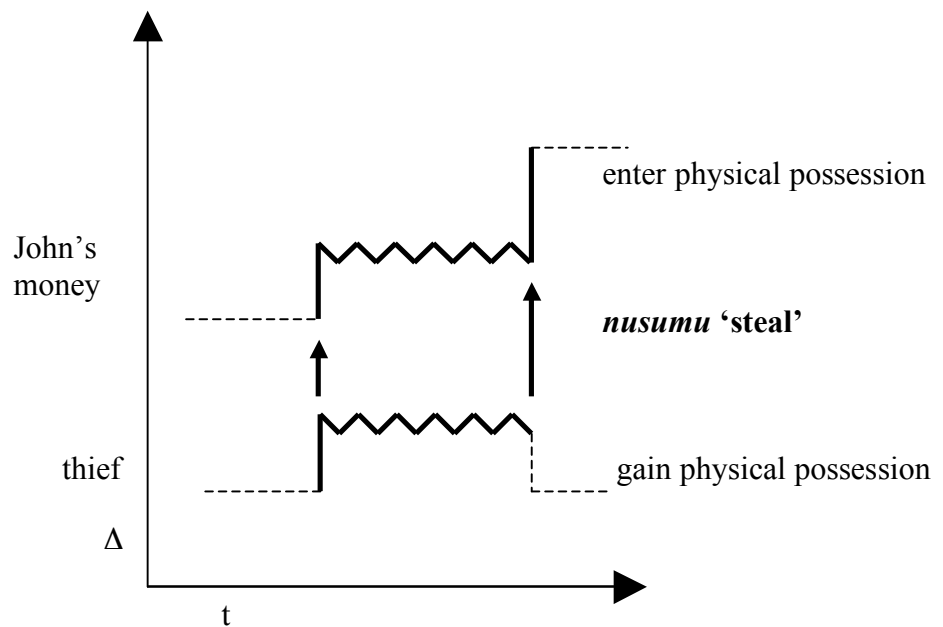 enter physical possession
John’s
money
nusumu ‘steal’
thief
gain physical possession
Δ
t